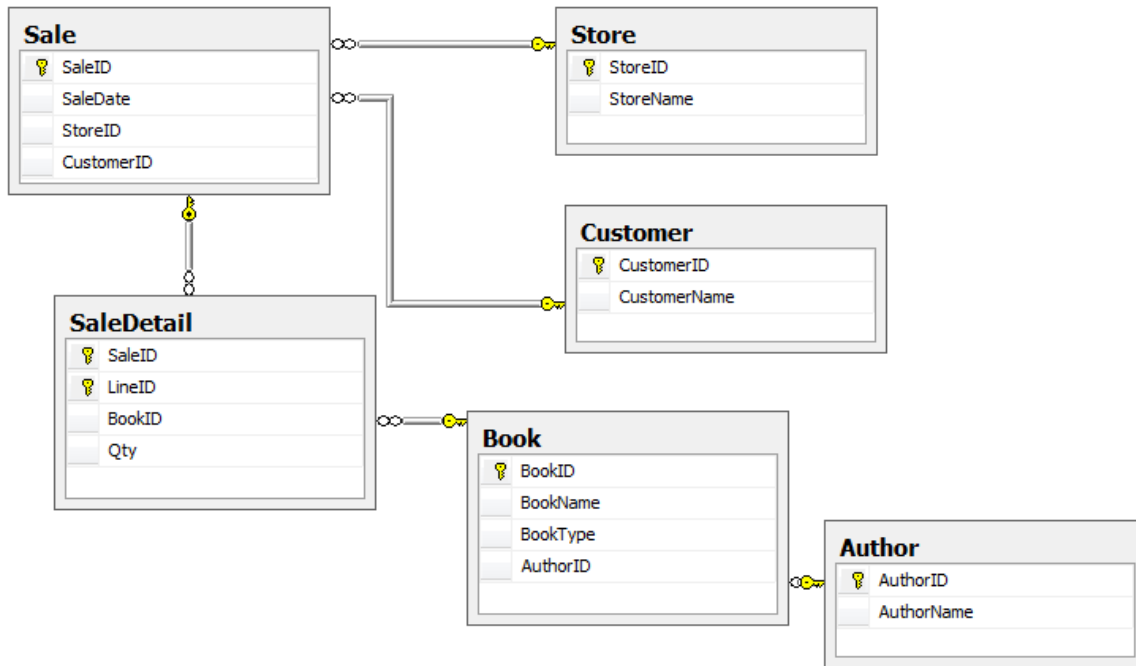 Sale
SaleID
SaleDate
StoreID
CustomerID
Store
StoreID
StoreName
Customer
CustomerID
CustomerName
SaleDetail
SaleID
LineID
BookID
Qty
Book
BookID
BookName
BookType
AuthorID
Author
AuthorID
AuthorName